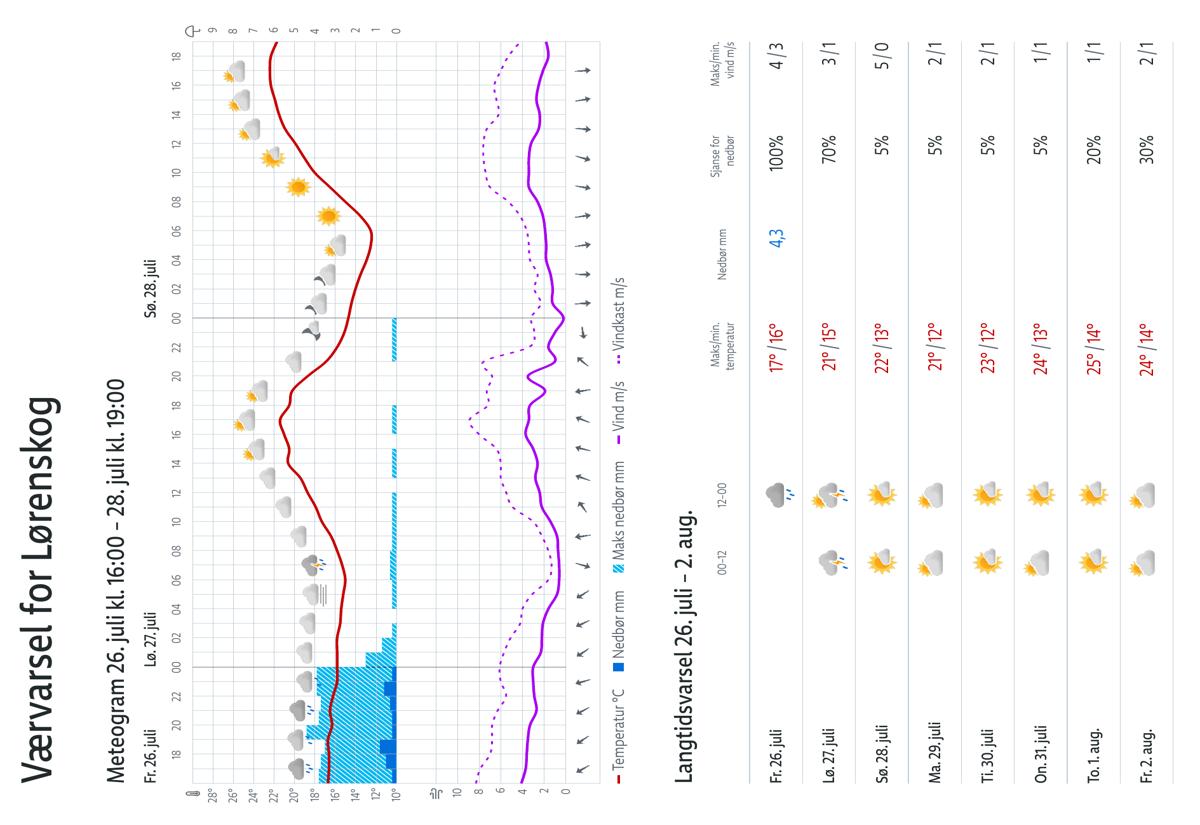 Værvarsel for Lørenskog
Meteogram 26. juli kl. 16:00 – 28. juli kl. 19:00
Fr. 26. juli Lø. 27. juli Sø. 28. juli
18 20 22 00 02 04 06 08 10 12 14 16 18 20 22 00 02 04 06 08 10 12 14 16 18
28° 9
26° 8
24° 7
22° 6
20° 5
18° 4
16° 3
14° 2
12° 1
10° 0
10
8
6
4
2
0
Temperatur °C Nedbør mm Maks nedbør mm Vind m/s Vindkast m/s
Langtidsvarsel 26. juli – 2. aug.
00–12 12–00 Maks/min. temperatur Nedbør mm Sjanse for nedbør Maks/min. vind m/s
Fr. 26. juli 17° / 16° 4,3 100% 4 / 3
Lø. 27. juli 21° / 15° 70% 3 / 1
Sø. 28. juli 22° / 13° 5% 5 / 0
Ma. 29. juli 21° / 12° 5% 2 / 1
Ti. 30. juli 23° / 12° 5% 2 / 1
On. 31. juli 24° / 13° 5% 1 / 1
To. 1. aug. 25° / 14° 20% 1 / 1
Fr. 2. aug. 24° / 14° 30% 2 / 1